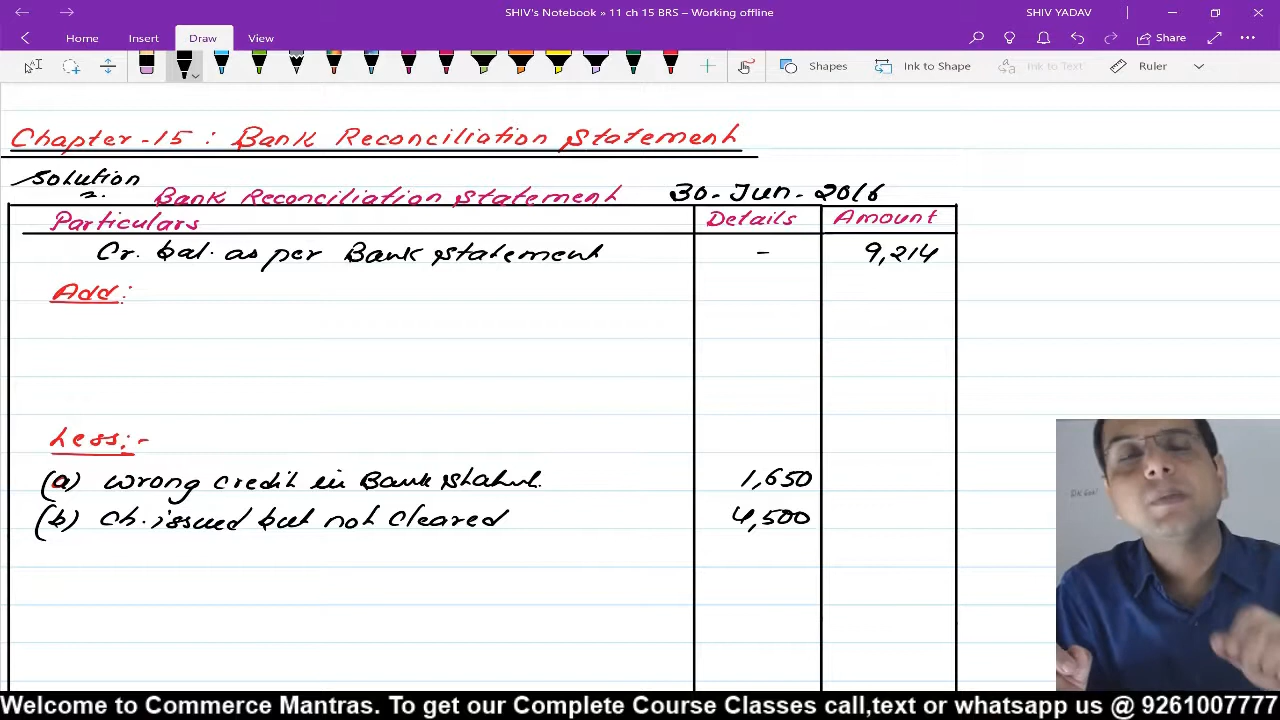 SHIV's Notebook » 11 ch 15 BRS – Working offline
SHIV YADAV
Home Insert Draw View
Share
Shapes Ink to Shape Ink to Text Ruler
Chapter-15 : Bank Reconciliation Statement
Solution
Bank Reconciliation Statement 30-Jun-2016
Particulars Details Amount
Cr. bal. as per Bank Statement - 9,214
Add:
Less:-
(a) wrong credit in Bank 1,650
(b) Ch. issued but not cleared 4,500
Welcome to Commerce Mantras. To get our Complete Course Classes call,text or whatsapp us @ 9261007777